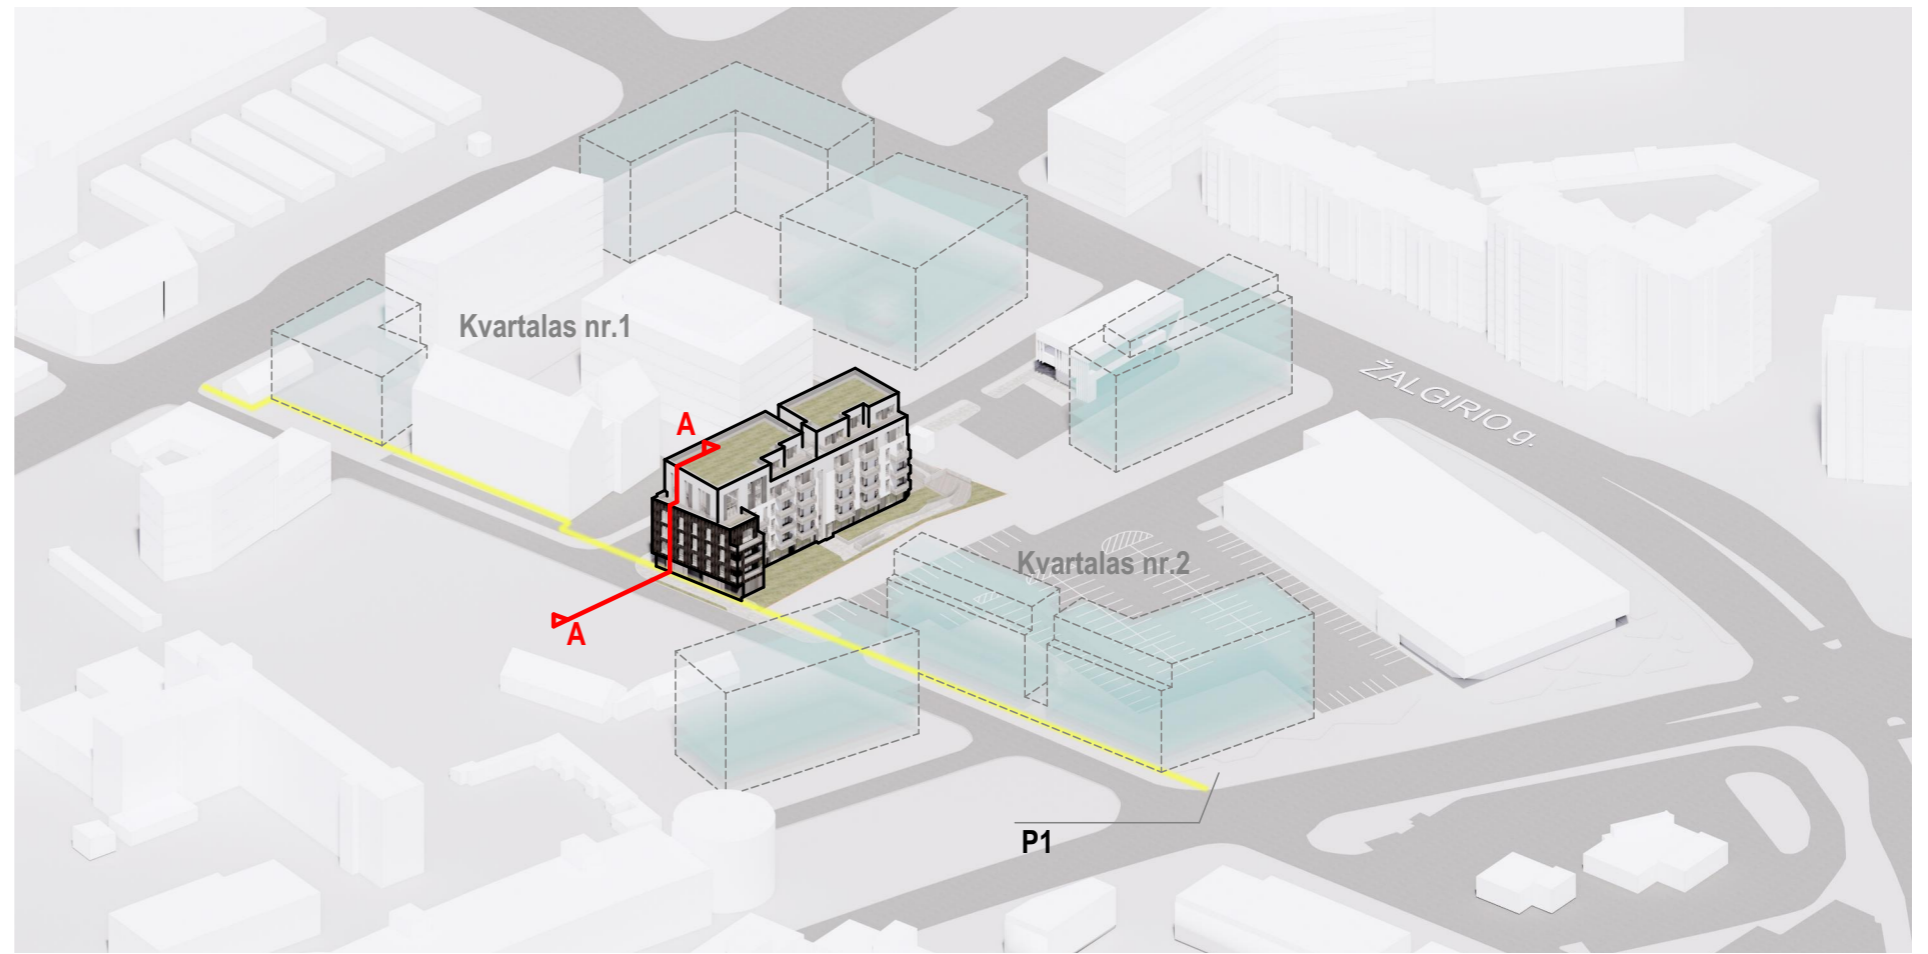 Kvartalas nr.1
ŽALGIRIO g.
A
Kvartalas nr.2
A
P1